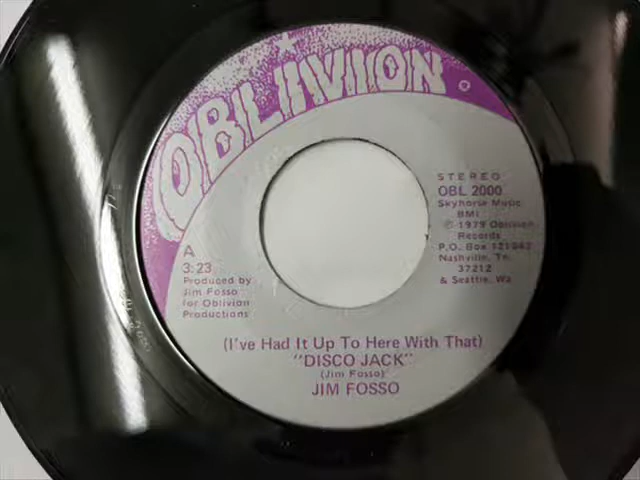 OBLIVION
STEREO
OBL 2000
Skyhorse Music
BMI
℗ 1979 Oblivion
Records
P.O. Box
Nashville, Tn.
37212
& Seattle, Wa.
A
3:23
Produced by
Jim Fosso
for Oblivion
Productions
(I've Had It Up To Here With That)
"DISCO JACK"
(Jim Fosso)
JIM FOSSO